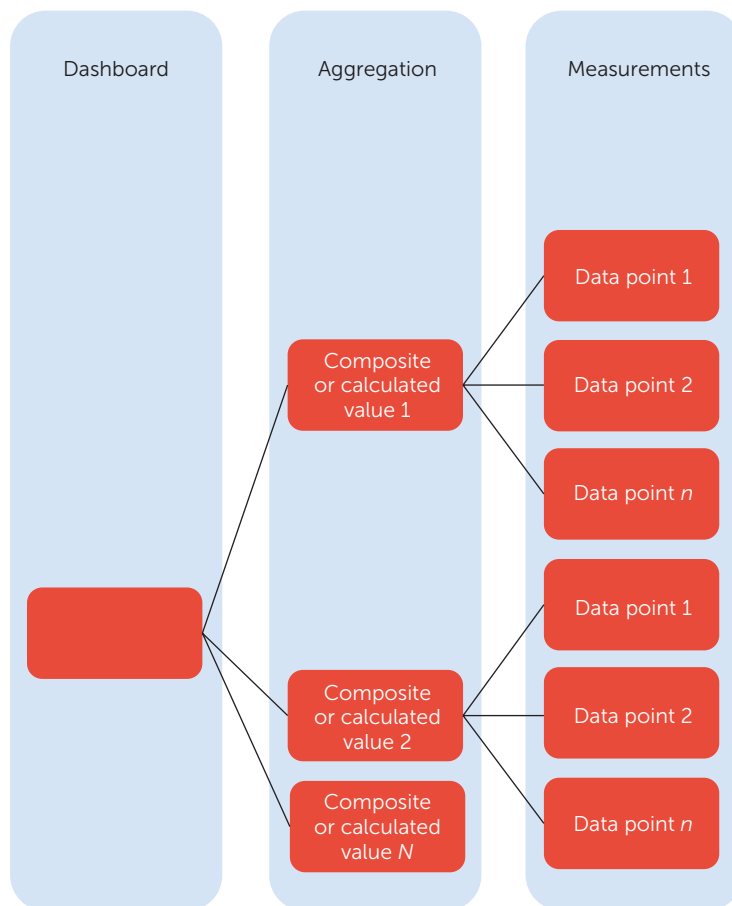 Dashboard
Aggregation
Measurements
Data point 1
Composite
or calculated
value 1
Data point 2
Data point n
Data point 1
Composite
or calculated
value 2
Data point 2
Composite
or calculated
value N
Data point n